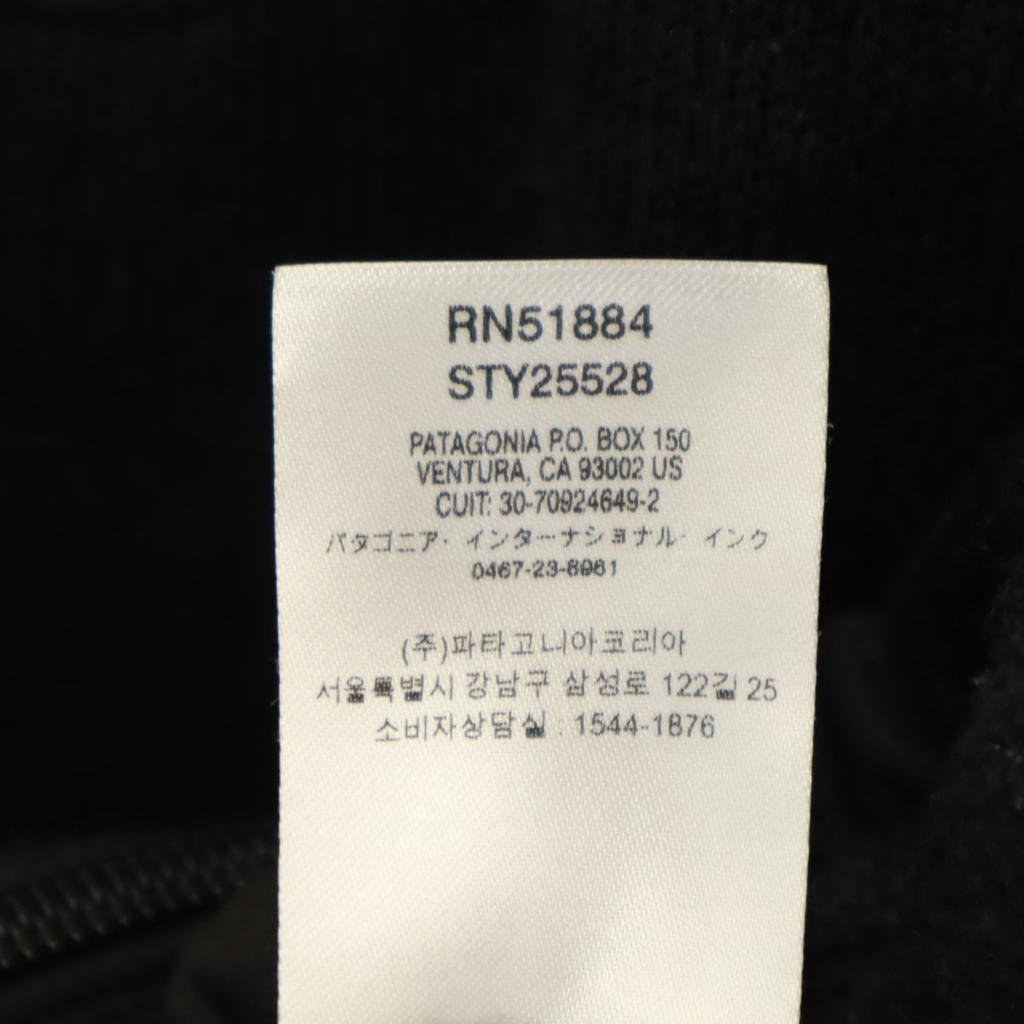 RN51884
STY25528
PATAGONIA P.O. BOX 150
VENTURA, CA 93002 US
CUIT: 30-70924649-2
パタゴニア・インターナショナル・インク
0467-23-8961
(주)파타고니아코리아
서울특별시 강남구 삼성로 122길 25
소비자상담실 : 1544-1876